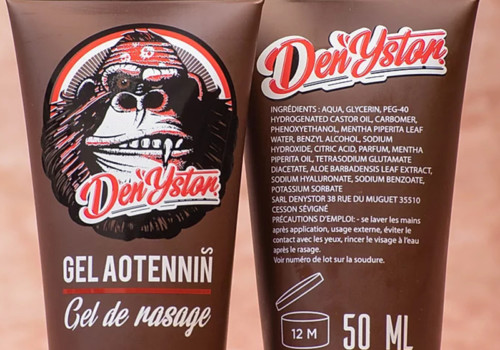 Den'Ystor
GEL AOTENNIÑ
Gel de rasage
Den'Ystor
INGRÉDIENTS : AQUA, GLYCERIN, PEG-40
HYDROGENATED CASTOR OIL, CARBOMER,
PHENOXYETHANOL, MENTHA PIPERITA LEAF
WATER, BENZYL ALCOHOL, SODIUM
HYDROXIDE, CITRIC ACID, PARFUM, MENTHA
PIPERITA OIL, TETRASODIUM GLUTAMATE
DIACETATE, ALOE BARBADENSIS LEAF EXTRACT,
SODIUM HYALURONATE, SODIUM BENZOATE,
POTASSIUM SORBATE
SARL DENYSTOR 38 RUE DU MUGUET 35510
CESSON SÉVIGNÉ
PRÉCAUTIONS D'EMPLOI: - se laver les mains
après application, usage externe, éviter le
contact avec les yeux, rincer le visage à l'eau
après le rasage.
Voir numéro de lot sur la soudure.
12 M
50 ML